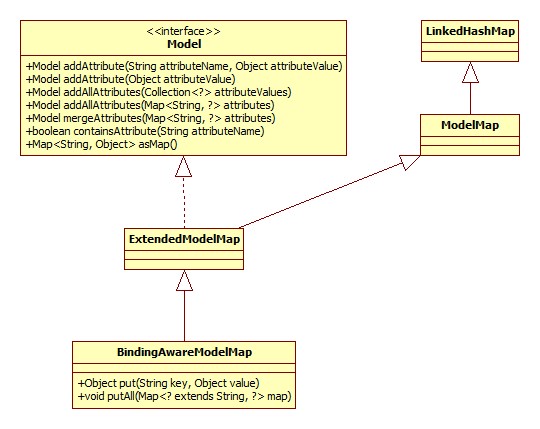 <<interface>>
Model
+Model addAttribute(String attributeName, Object attributeValue)
+Model addAttribute(Object attributeValue)
+Model addAllAttributes(Collection<?> attributeValues)
+Model addAllAttributes(Map<String, ?> attributes)
+Model mergeAttributes(Map<String, ?> attributes)
+boolean containsAttribute(String attributeName)
+Map<String, Object> asMap()
LinkedHashMap
ModelMap
ExtendedModelMap
BindingAwareModelMap
+Object put(String key, Object value)
+void putAll(Map<? extends String, ?> map)